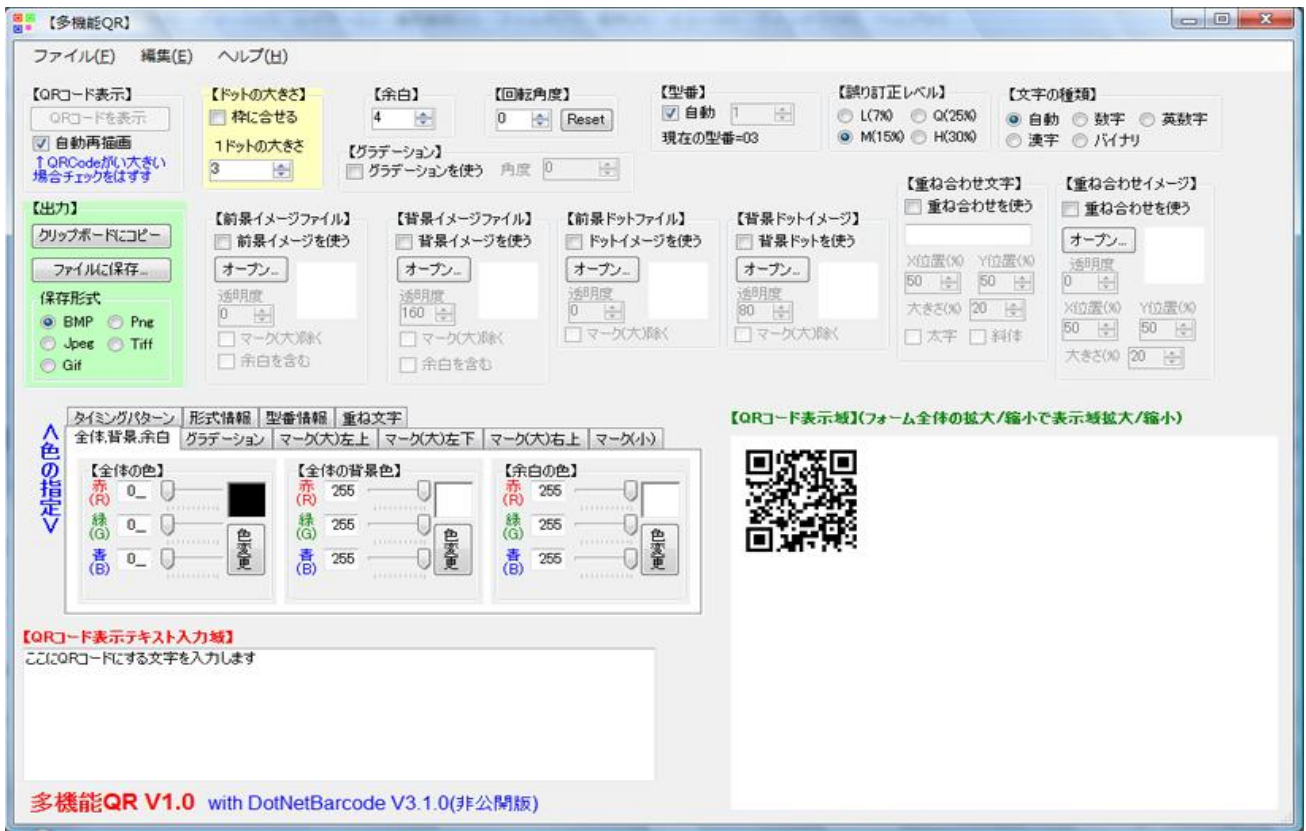 【多機能QR】
ファイル(F) 編集(E) ヘルプ(H)
【QRコード表示】
QRコードを表示
自動再描画
↑QRCodeがい大きい
場合チェックをはずす
【ドットの大きさ】
枠に合せる
1ドットの大きさ
3
【余白】
4
【回転角度】
0 Reset
【グラデーション】
グラデーションを使う 角度 0
【型番】
自動 1
現在の型番=03
【誤り訂正レベル】
L(7%) Q(25%)
M(15%) H(30%)
【文字の種類】
自動 数字 英数字
漢字 バイナリ
【出力】
クリップボードにコピー
ファイルに保存...
保存形式
BMP Png
Jpeg Tiff
Gif
【前景イメージファイル】
前景イメージを使う
オープン...
透明度
0
マーク(大)除く
余白を含む
【背景イメージファイル】
背景イメージを使う
オープン...
透明度
160
マーク(大)除く
余白を含む
【前景ドットファイル】
ドットイメージを使う
オープン...
透明度
0
マーク(大)除く
【背景ドットイメージ】
背景ドットを使う
オープン...
透明度
80
マーク(大)除く
【重ね合わせ文字】
重ね合わせを使う
X位置(%) Y位置(%)
50 50
大きさ(%) 20
太字 斜体
【重ね合わせイメージ】
重ね合わせを使う
オープン...
透明度
0
X位置(%) Y位置(%)
50 50
大きさ(%) 20
<色の指定>
タイミングパターン 形式情報 型番情報 重ね文字
全体,背景,余白 グラデーション マーク(大)左上 マーク(大)左下 マーク(大)右上 マーク(小)
【全体の色】
赤(R) 0_
緑(G) 0_
青(B) 0_
色変更
【全体の背景色】
赤(R) 255
緑(G) 255
青(B) 255
色変更
【余白の色】
赤(R) 255
緑(G) 255
青(B) 255
色変更
【QRコード表示域】(フォーム全体の拡大/縮小で表示域拡大/縮小)
【QRコード表示テキスト入力域】
ここにQRコードにする文字を入力します
多機能QR V1.0 with DotNetBarcode V3.1.0(非公開版)